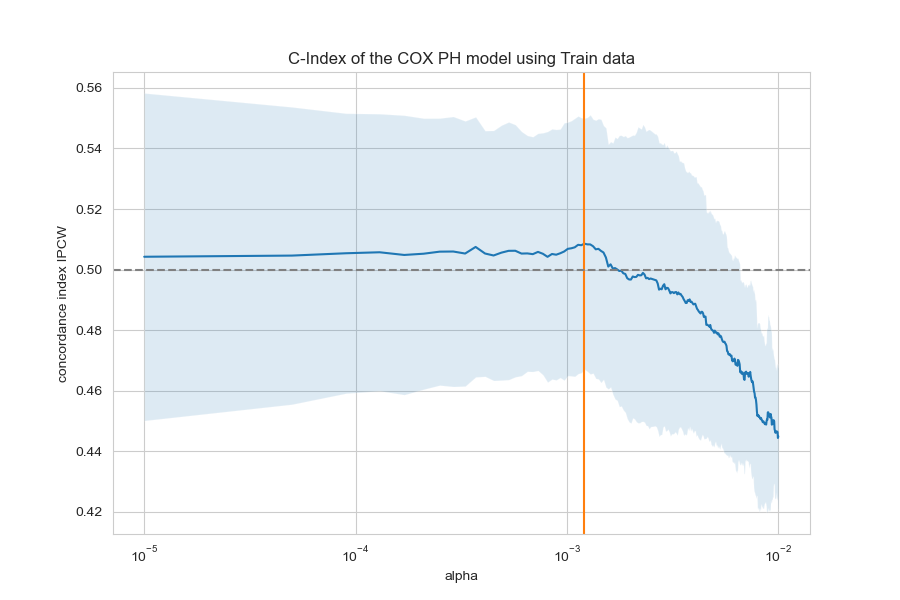 C-Index of the COX PH model using Train data
concordance index IPCW
0.56
0.54
0.52
0.50
0.48
0.46
0.44
0.42
10⁻⁵ 10⁻⁴ 10⁻³ 10⁻²
alpha